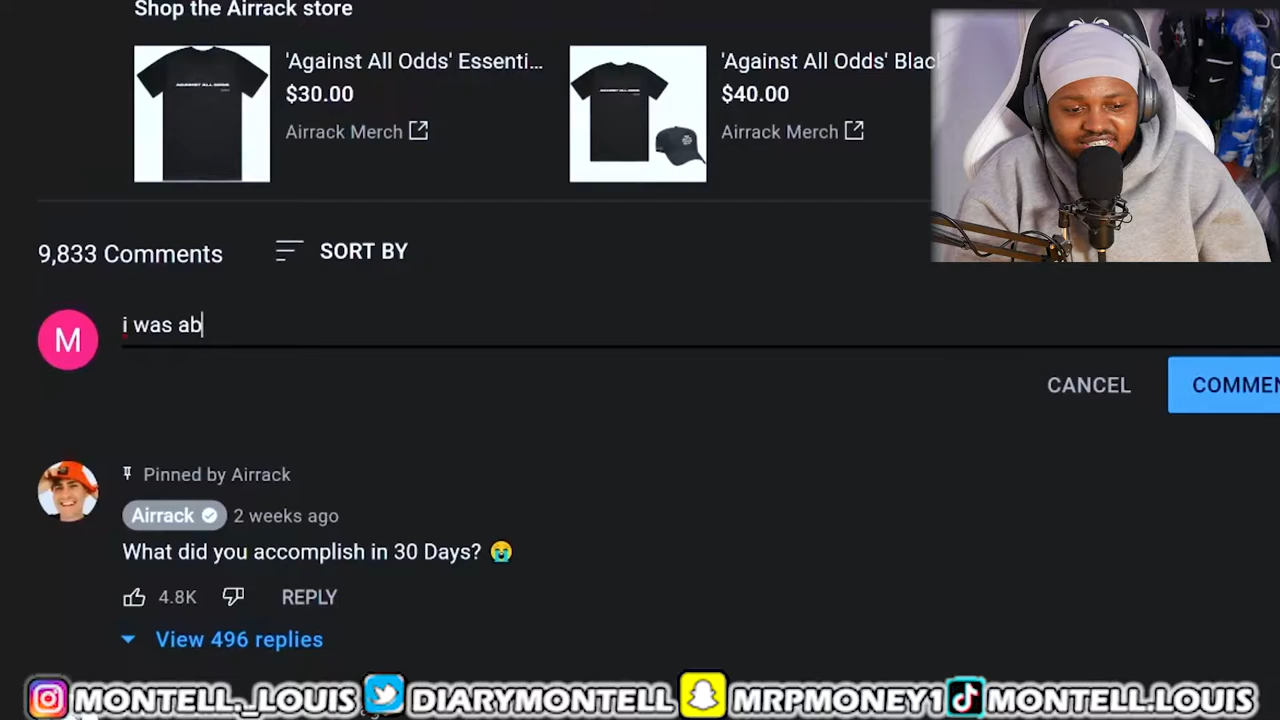 Shop the Airrack store
'Against All Odds' Essenti...
$30.00
Airrack Merch
'Against All Odds' Blac
$40.00
Airrack Merch
9,833 Comments
SORT BY
M
i was ab
CANCEL
COMMEN
Pinned by Airrack
Airrack
2 weeks ago
What did you accomplish in 30 Days? 😭
4.8K
REPLY
View 496 replies
MONTELL._LOUIS
DIARYMONTELL
MRPMONEY1
MONTELL.LOUIS